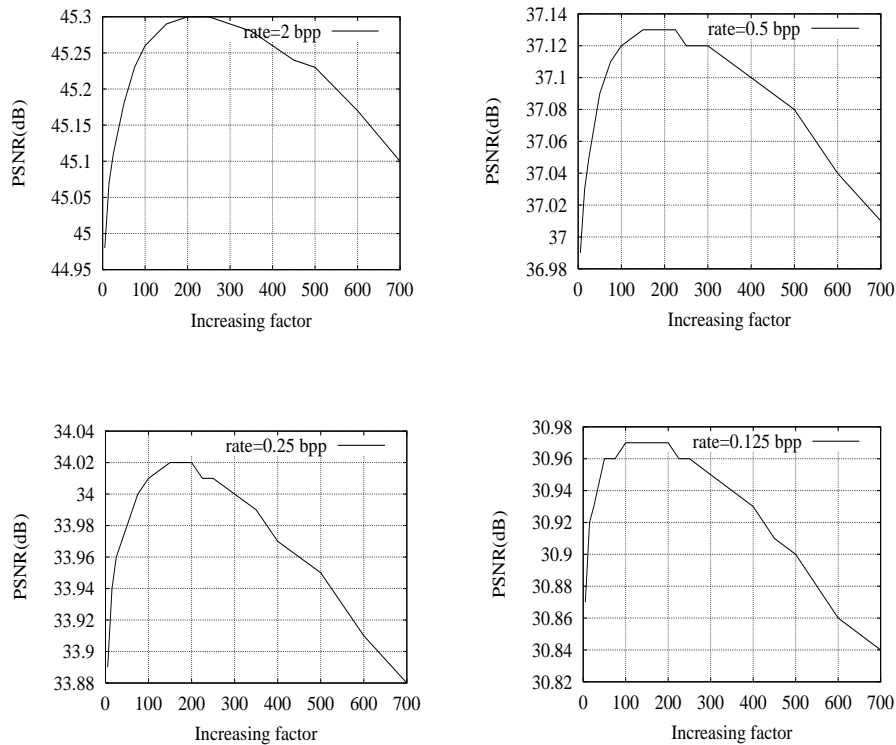 rate=2 bpp
PSNR(dB)
45.3
45.25
45.2
45.15
45.1
45.05
45
44.95
0 100 200 300 400 500 600 700
Increasing factor
rate=0.5 bpp
PSNR(dB)
37.14
37.12
37.1
37.08
37.06
37.04
37.02
37
36.98
0 100 200 300 400 500 600 700
Increasing factor
rate=0.25 bpp
PSNR(dB)
34.04
34.02
34
33.98
33.96
33.94
33.92
33.9
33.88
0 100 200 300 400 500 600 700
Increasing factor
rate=0.125 bpp
PSNR(dB)
30.98
30.96
30.94
30.92
30.9
30.88
30.86
30.84
30.82
0 100 200 300 400 500 600 700
Increasing factor